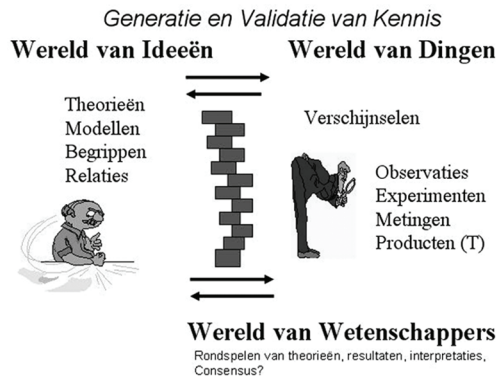 Generatie en Validatie van Kennis
Wereld van Ideeën
Wereld van Dingen
Theorieën
Modellen
Begrippen
Relaties
Verschijnselen
Observaties
Experimenten
Metingen
Producten (T)
Wereld van Wetenschappers
Rondspelen van theorieën, resultaten, interpretaties,
Consensus?